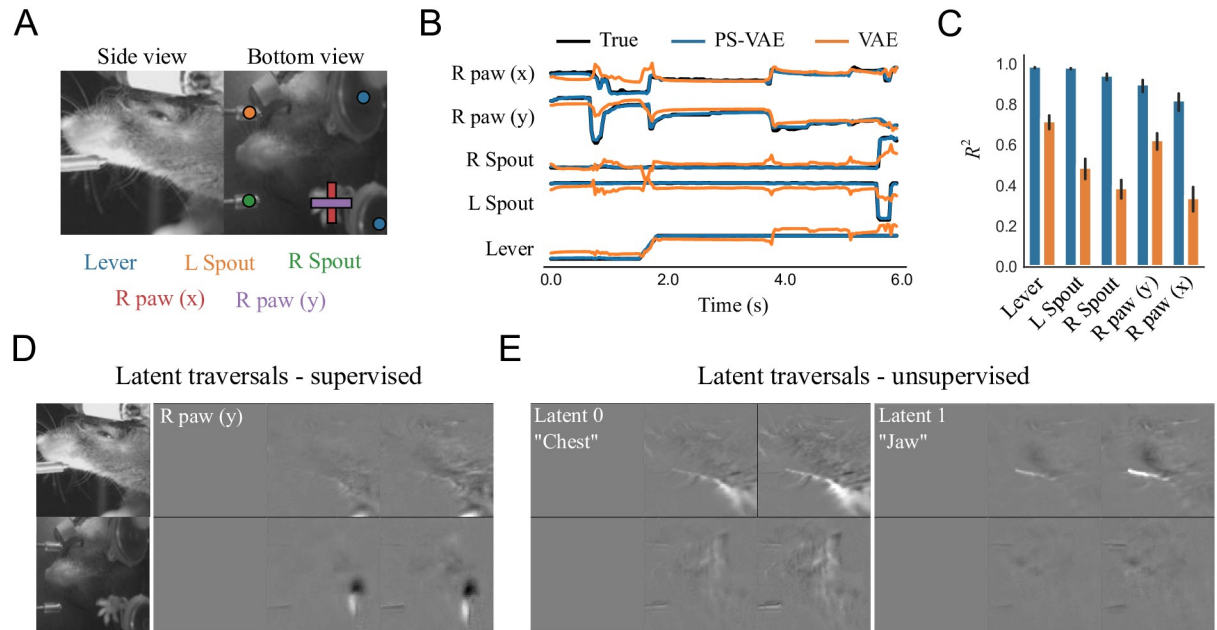 A
Side view
Bottom view
Lever
L Spout
R Spout
R paw (x)
R paw (y)
B
True
PS-VAE
VAE
R paw (x)
R paw (y)
R Spout
L Spout
Lever
0.0
2.0
4.0
6.0
Time (s)
C
1.0
0.8
0.6
0.4
0.2
0.0
R²
Lever
L Spout
R Spout
R paw (y)
R paw (x)
D
Latent traversals - supervised
R paw (y)
E
Latent traversals - unsupervised
Latent 0
"Chest"
Latent 1
"Jaw"